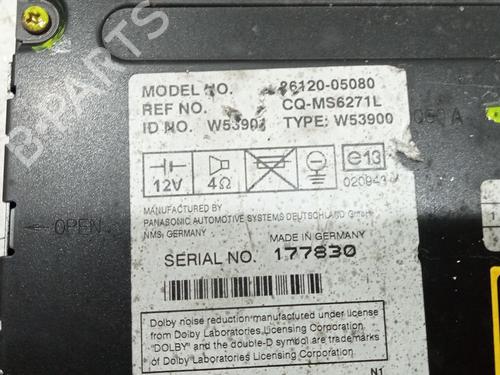 B-PARTS
MODEL NO. 86120-05080
REF NO. CQ-MS6271L
ID NO. W53907 TYPE: W53900
050 A
12V 4Ω e13
020943
MANUFACTURED BY
PANASONIC AUTOMOTIVE SYSTEMS DEUTSCHLAND GmbH
NMS, GERMANY
OPEN
MADE IN GERMANY
SERIAL NO. 177830
Dolby noise reduction manufactured under license
from Dolby Laboratories Licensing Corporation.
"DOLBY" and the double-D symbol are trademarks
of Dolby Laboratories Licensing Corporation.
N1